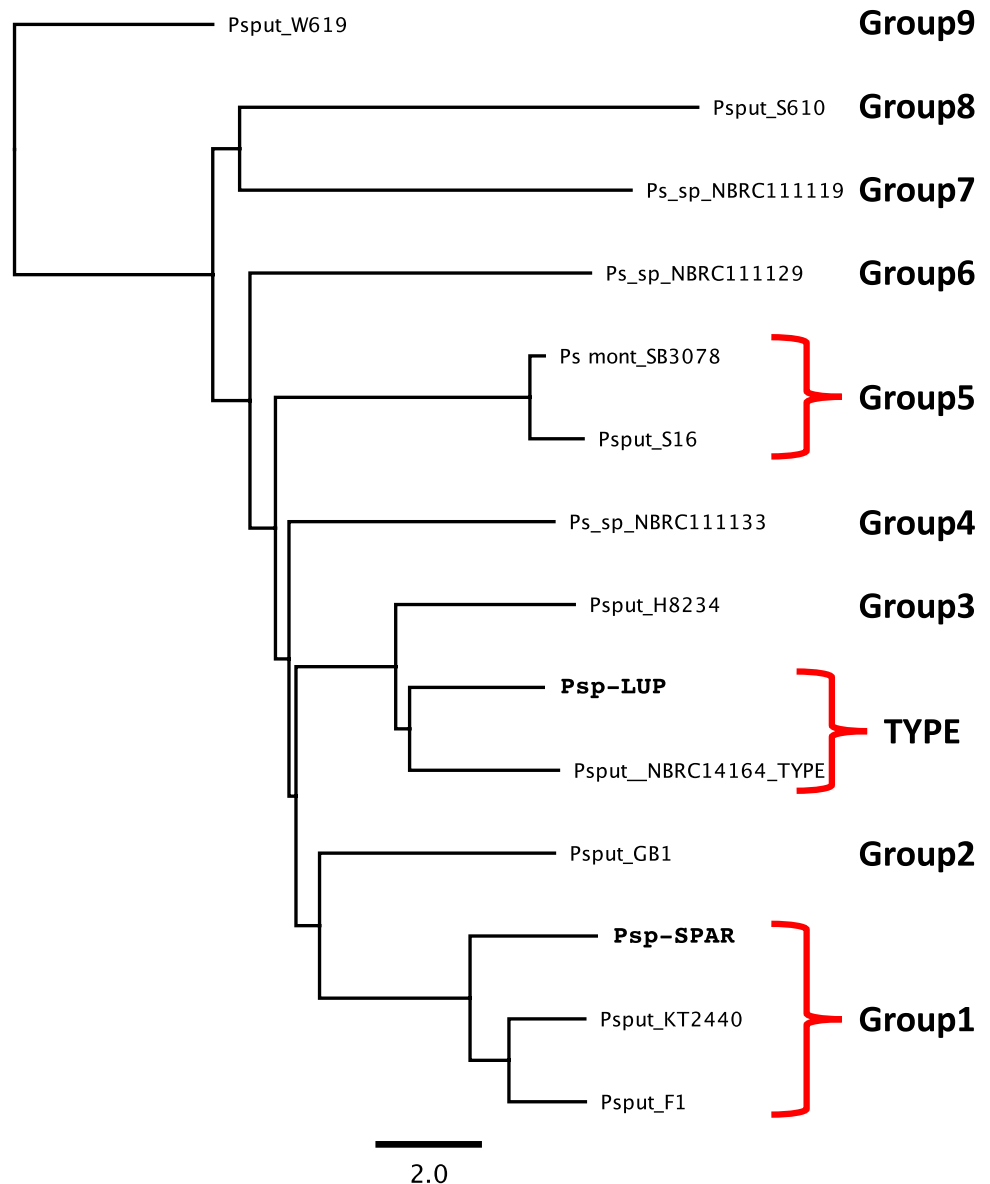 Psput_W619 Group9
Psput_S610 Group8
Ps_sp_NBRC111119 Group7
Ps_sp_NBRC111129 Group6
Ps mont_SB3078
Group5
Psput_S16
Ps_sp_NBRC111133 Group4
Psput_H8234 Group3
Psp-LUP
TYPE
Psput__NBRC14164_TYPE
Psput_GB1 Group2
Psp-SPAR
Psput_KT2440 Group1
Psput_F1
2.0